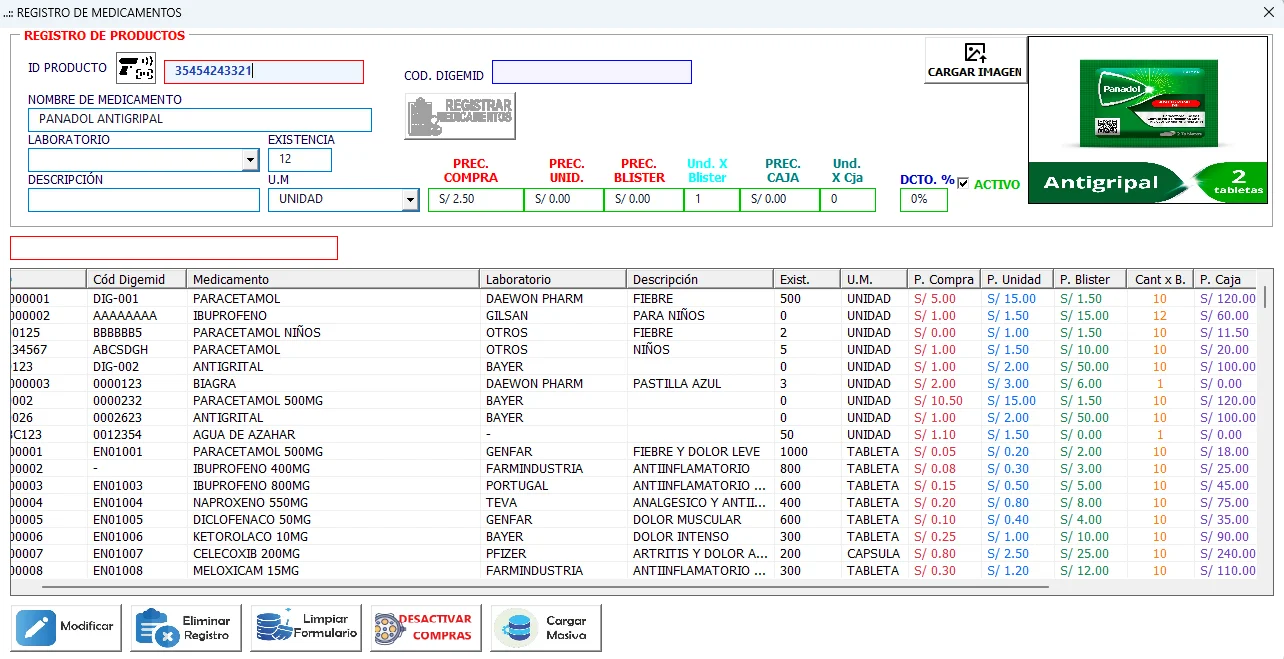 ..:: REGISTRO DE MEDICAMENTOS
REGISTRO DE PRODUCTOS
ID PRODUCTO 35454243321
COD. DIGEMID
CARGAR IMAGEN
NOMBRE DE MEDICAMENTO
PANADOL ANTIGRIPAL
REGISTRAR
MEDICAMENTOS
LABORATORIO EXISTENCIA
12
DESCRIPCIÓN U.M
UNIDAD
PREC. COMPRA PREC. UNID. PREC. BLISTER Und. X Blister PREC. CAJA Und. X Cja DCTO. % ACTIVO
S/ 2.50 S/ 0.00 S/ 0.00 1 S/ 0.00 0 0%
Panadol
Antigripal
2
tabletas
Cód Digemid Medicamento Laboratorio Descripción Exist. U.M. P. Compra P. Unidad P. Blister Cant x B. P. Caja
000001 DIG-001 PARACETAMOL DAEWON PHARM FIEBRE 500 UNIDAD S/ 5.00 S/ 15.00 S/ 1.50 10 S/ 120.00
000002 AAAAAAAA IBUPROFENO GILSAN PARA NIÑOS 0 UNIDAD S/ 1.00 S/ 1.50 S/ 15.00 12 S/ 60.00
00125 BBBBBB5 PARACETAMOL NIÑOS OTROS FIEBRE 2 UNIDAD S/ 0.00 S/ 1.00 S/ 1.50 10 S/ 11.50
34567 ABCSDGH PARACETAMOL OTROS NIÑOS 5 UNIDAD S/ 1.00 S/ 1.50 S/ 10.00 10 S/ 20.00
123 DIG-002 ANTIGRITAL BAYER 0 UNIDAD S/ 1.00 S/ 2.00 S/ 50.00 10 S/ 100.00
000003 0000123 BIAGRA DAEWON PHARM PASTILLA AZUL 3 UNIDAD S/ 2.00 S/ 3.00 S/ 6.00 1 S/ 0.00
0002 0000232 PARACETAMOL 500MG BAYER 0 UNIDAD S/ 10.50 S/ 15.00 S/ 1.50 10 S/ 120.00
026 0002623 ANTIGRITAL BAYER 0 UNIDAD S/ 1.00 S/ 2.00 S/ 50.00 10 S/ 100.00
C123 0012354 AGUA DE AZAHAR - 50 UNIDAD S/ 1.10 S/ 1.50 S/ 0.00 1 S/ 0.00
00001 EN01001 PARACETAMOL 500MG GENFAR FIEBRE Y DOLOR LEVE 1000 TABLETA S/ 0.05 S/ 0.20 S/ 2.00 10 S/ 18.00
00002 - IBUPROFENO 400MG FARMINDUSTRIA ANTIINFLAMATORIO 800 TABLETA S/ 0.08 S/ 0.30 S/ 3.00 10 S/ 25.00
00003 EN01003 IBUPROFENO 800MG PORTUGAL ANTIINFLAMATORIO ... 600 TABLETA S/ 0.15 S/ 0.50 S/ 5.00 10 S/ 45.00
00004 EN01004 NAPROXENO 550MG TEVA ANALGESICO Y ANTII... 400 TABLETA S/ 0.20 S/ 0.80 S/ 8.00 10 S/ 75.00
00005 EN01005 DICLOFENACO 50MG GENFAR DOLOR MUSCULAR 600 TABLETA S/ 0.10 S/ 0.40 S/ 4.00 10 S/ 35.00
00006 EN01006 KETOROLACO 10MG BAYER DOLOR INTENSO 300 TABLETA S/ 0.25 S/ 1.00 S/ 10.00 10 S/ 90.00
00007 EN01007 CELECOXIB 200MG PFIZER ARTRITIS Y DOLOR A... 200 CAPSULA S/ 0.80 S/ 2.50 S/ 25.00 10 S/ 240.00
00008 EN01008 MELOXICAM 15MG FARMINDUSTRIA ANTIINFLAMATORIO ... 300 TABLETA S/ 0.30 S/ 1.20 S/ 12.00 10 S/ 110.00
Modificar
Eliminar
Registro
Limpiar
Formulario
DESACTIVAR
COMPRAS
Cargar
Masiva